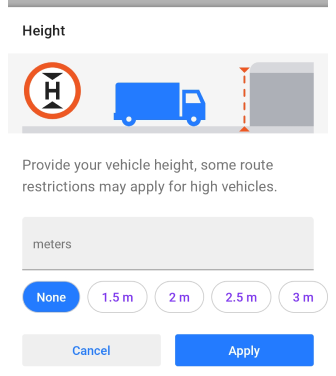 Height
H
Provide your vehicle height, some route
restrictions may apply for high vehicles.
meters
None
1.5 m
2 m
2.5 m
3 m
Cancel
Apply